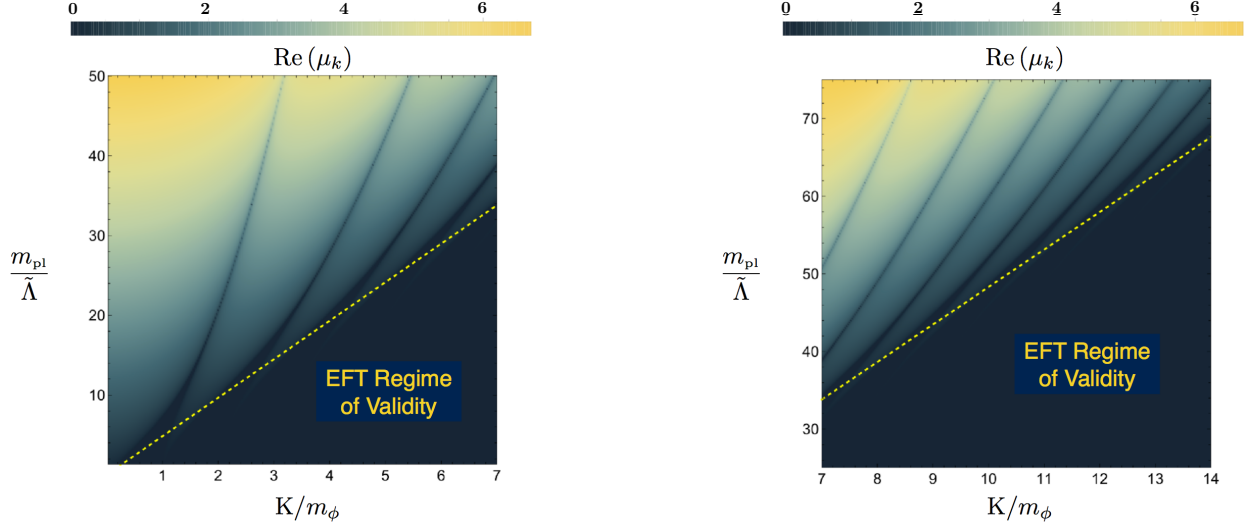 0 2 4 6
Re (μₖ)
50
40
30
20
10
m_pl / Λ̃
EFT Regime
of Validity
1 2 3 4 5 6 7
K/m_ϕ
0 2 4 6
Re (μₖ)
70
60
50
40
30
m_pl / Λ̃
EFT Regime
of Validity
7 8 9 10 11 12 13 14
K/m_ϕ